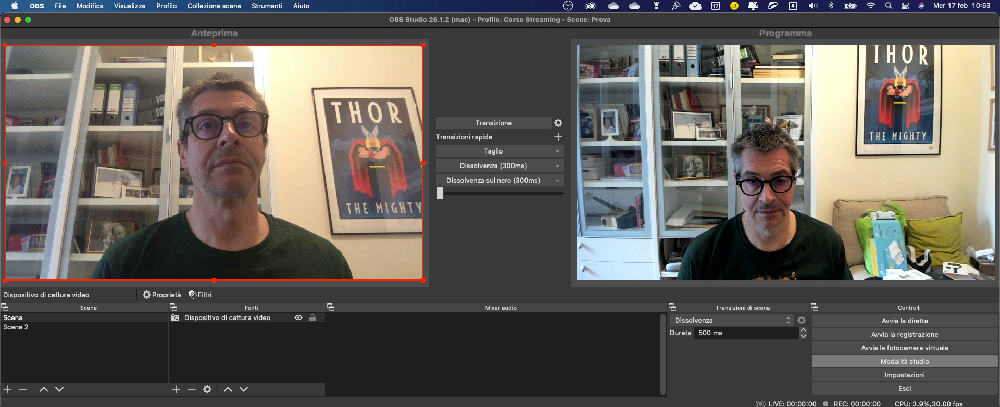 OBS File Modifica Visualizza Profilo Collezione scene Strumenti Aiuto 17 J Mer 17 feb 10:53
OBS Studio 26.1.2 (mac) - Profilo: Corso Streaming - Scene: Prova
Anteprima
Programma
THOR
THE MIGHTY
THOR
THE MIGHTY
Transizione
Transizioni rapide
Taglio
Dissolvenza (300ms)
Dissolvenza sul nero (300ms)
Dispositivo di cattura video
Proprietà
Filtri
Scene
Scena
Scena 2
Fonti
Dispositivo di cattura video
Mixer audio
Transizioni di scena
Dissolvenza
Durata 500 ms
Controlli
Avvia la diretta
Avvia la registrazione
Avvia la fotocamera virtuale
Modalità studio
Impostazioni
Esci
LIVE: 00:00:00 REC: 00:00:00 CPU: 3.9%,30.00 fps